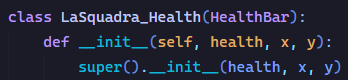 class LaSquadra_Health(HealthBar):
    def __init__(self, health, x, y):
        super().__init__(health, x, y)